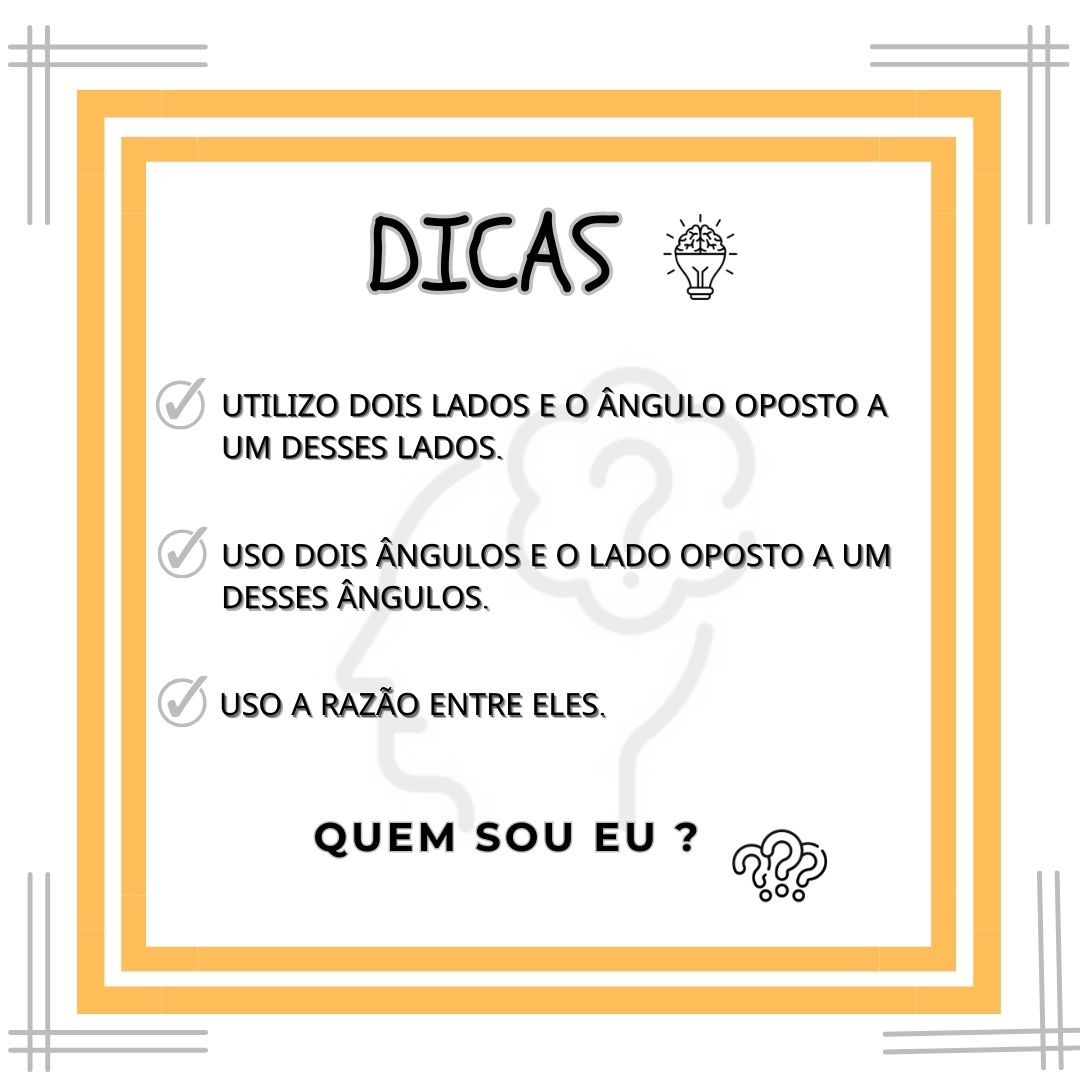 DICAS
UTILIZO DOIS LADOS E O ÂNGULO OPOSTO A
UM DESSES LADOS.
USO DOIS ÂNGULOS E O LADO OPOSTO A UM
DESSES ÂNGULOS.
USO A RAZÃO ENTRE ELES.
QUEM SOU EU ?